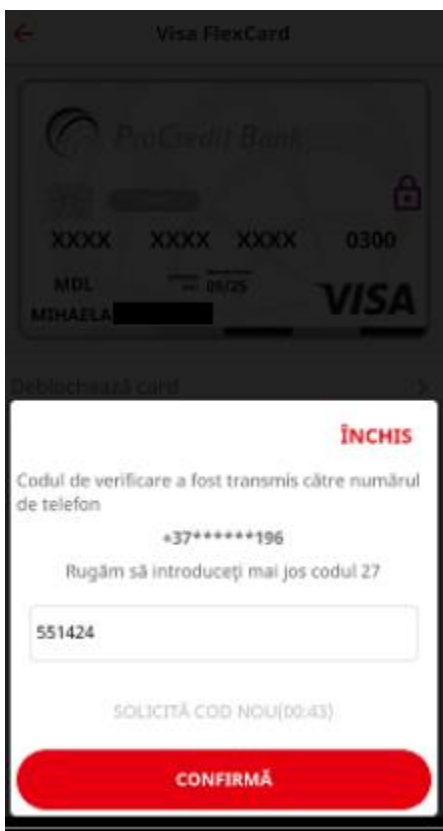 Visa FlexCard
ProCredit Bank
XXXX XXXX XXXX 0300
MDL 09/25
MIHAELA
VISA
Deblochează card
ÎNCHIS
Codul de verificare a fost transmis către numărul
de telefon
+37******196
Rugăm să introduceţi mai jos codul 27
551424
SOLICITĂ COD NOU(00:43)
CONFIRMĂ